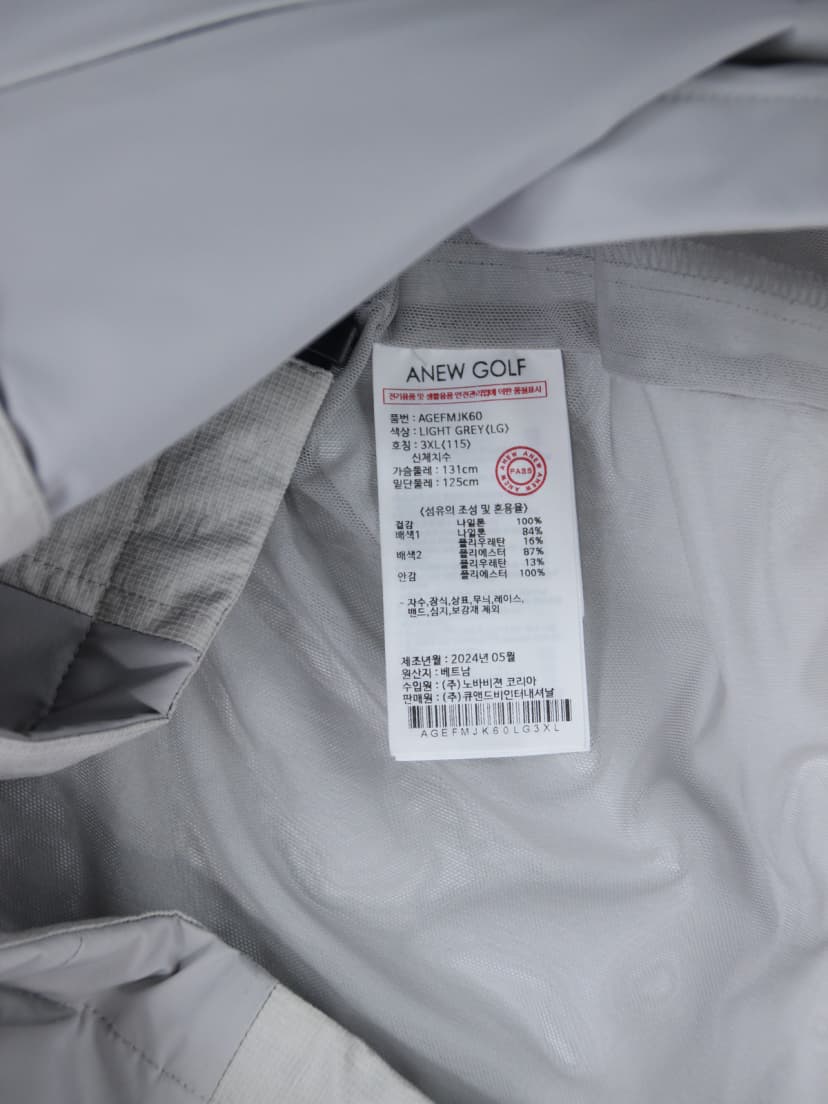 ANEW GOLF
전기용품 및 생활용품 안전관리법에 의한 품질표시
품번 : AGEFMJK60
색상 : LIGHT GREY(LG)
호칭 : 3XL(115)
신체치수
가슴둘레 : 131cm
밑단둘레 : 125cm
ANEW ANEW ANEW
PASS
(섬유의 조성 및 혼용율)
겉감 나일론 100%
배색1 나일론 84%
폴리우레탄 16%
배색2 폴리에스터 87%
폴리우레탄 13%
안감 폴리에스터 100%
- 자수,장식,상표,무늬,레이스,
밴드,심지,보강재 제외
제조년월 : 2024년 05월
원산지 : 베트남
수입원 : (주) 노바비젼 코리아
판매원 : (주)큐앤드비인터내셔날
AGEFMJK60LG3XL